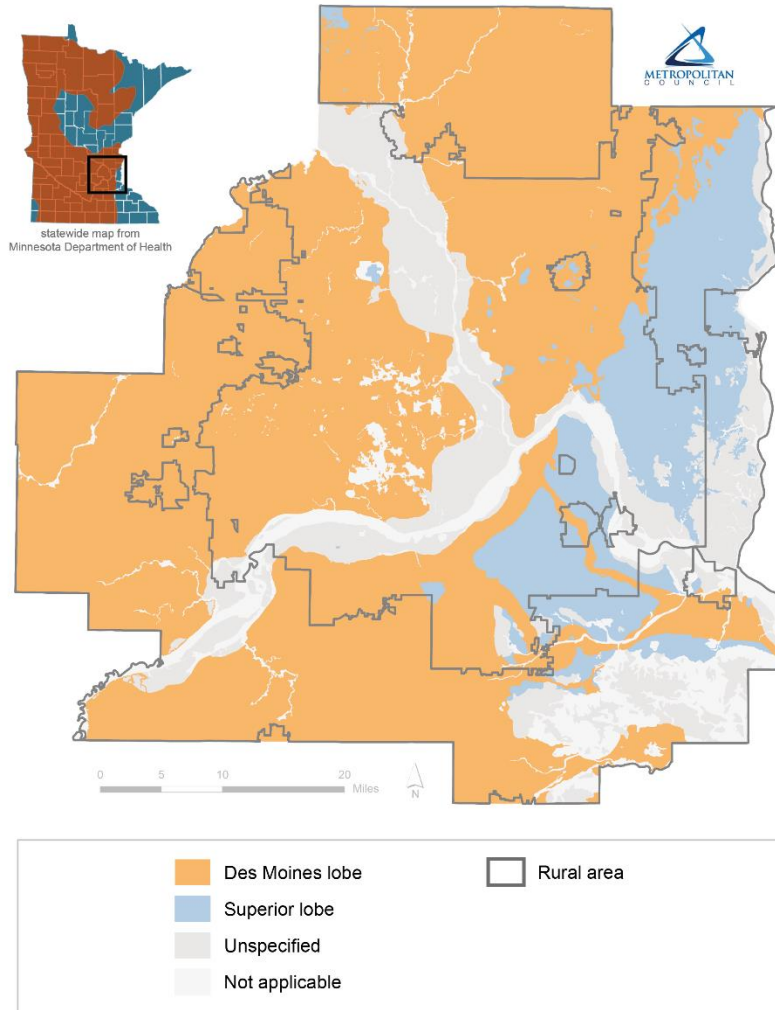 METROPOLITAN
COUNCIL
statewide map from
Minnesota Department of Health
0 5 10 20
Miles
N
Des Moines lobe
Superior lobe
Unspecified
Not applicable
Rural area